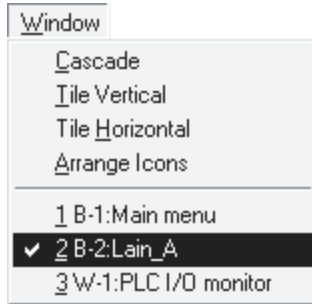 Window
Cascade
Tile Vertical
Tile Horizontal
Arrange Icons
1 B-1:Main menu
2 B-2:Lain_A
3 W-1:PLC I/O monitor